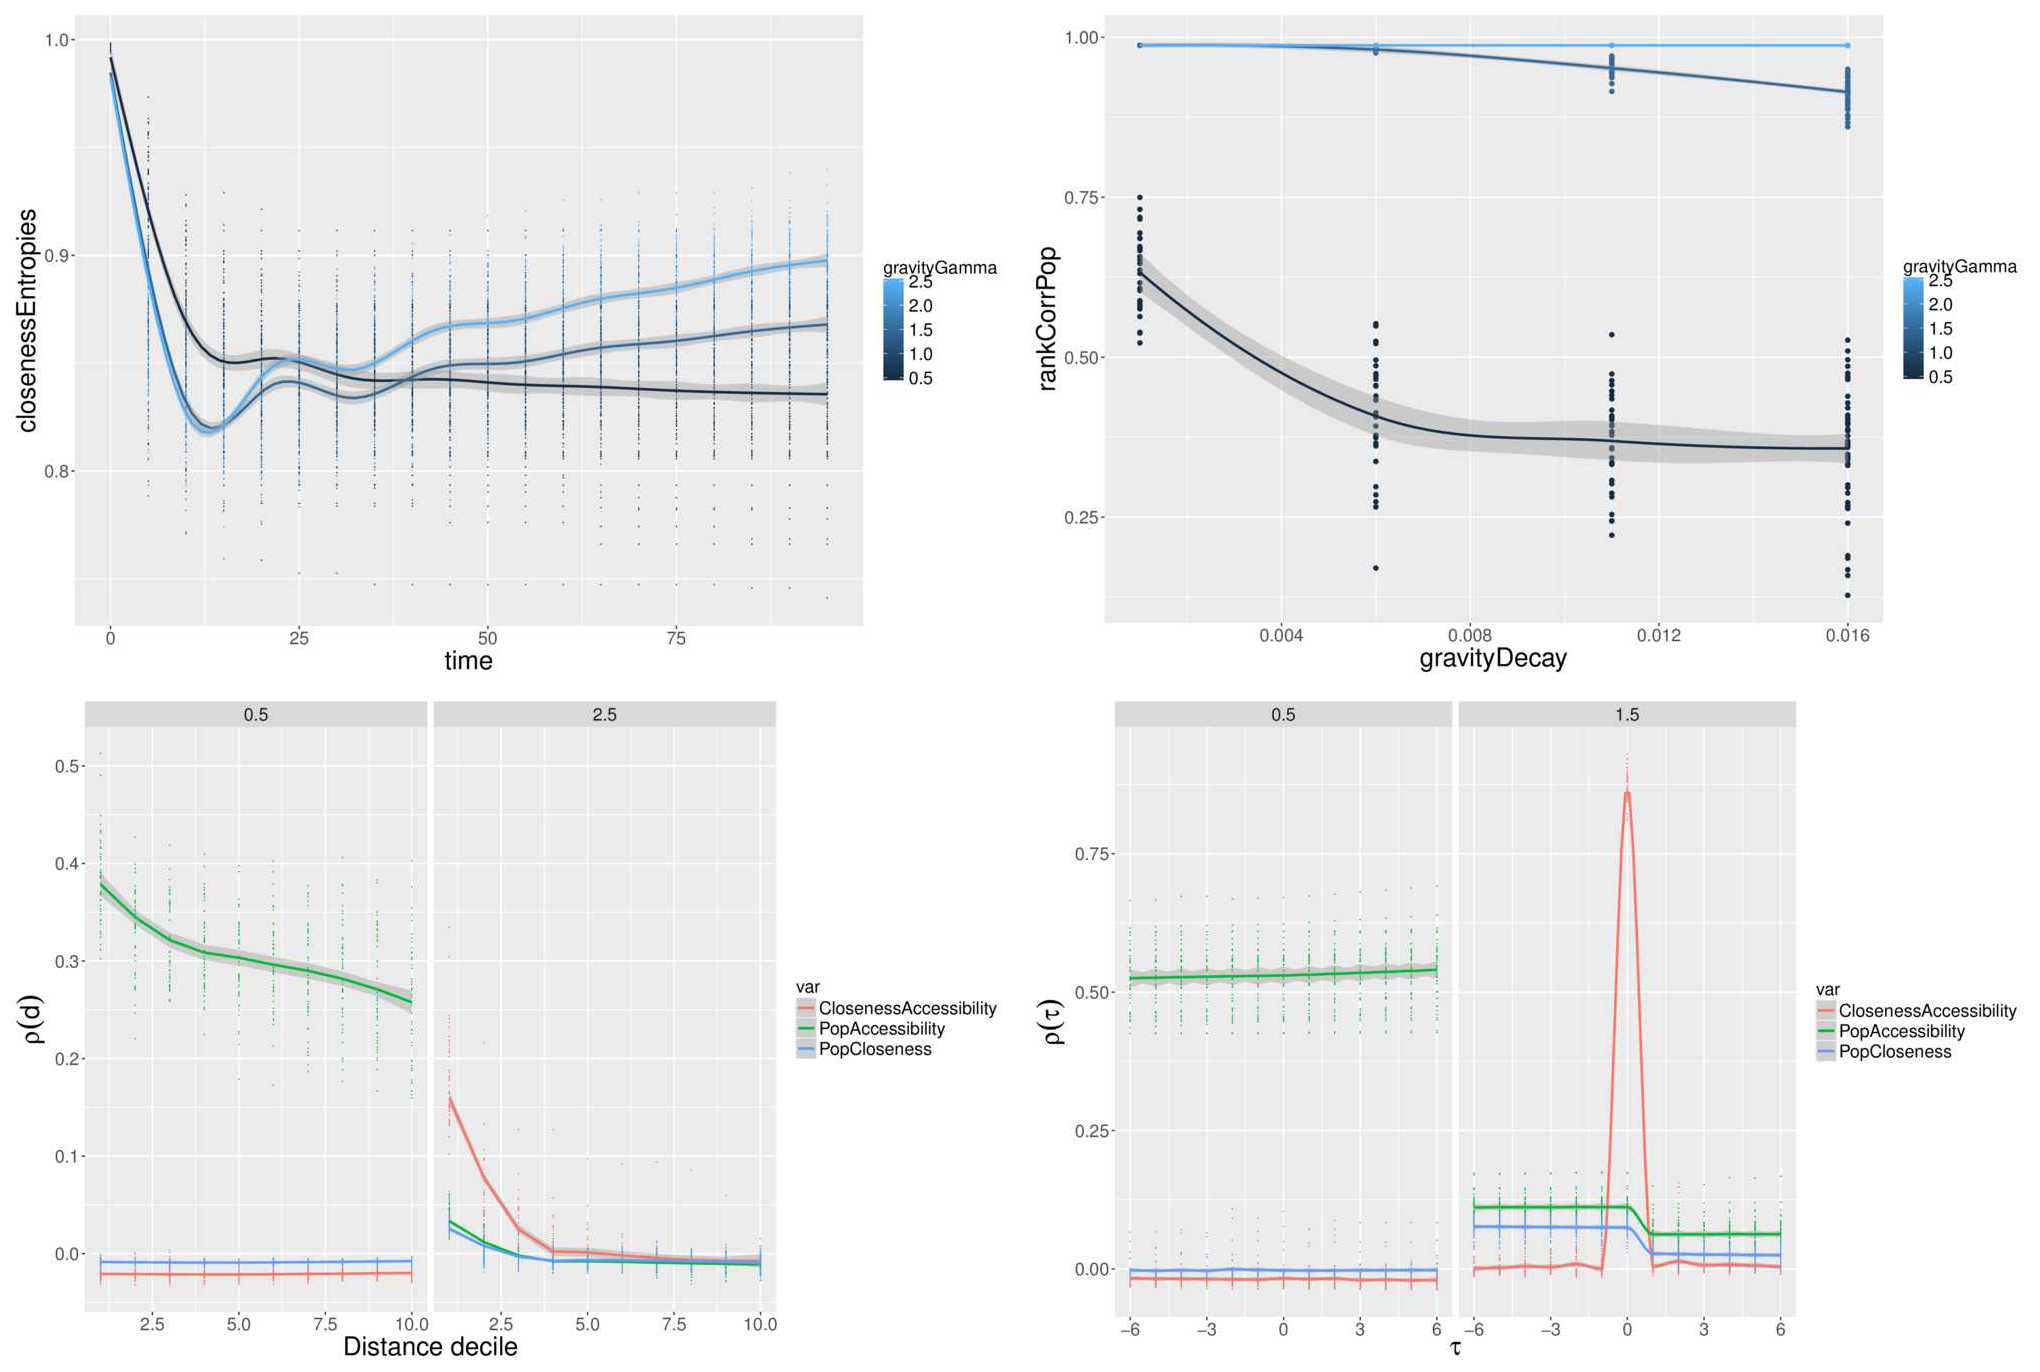 closenessEntropies
1.0
0.9
0.8
0 25 50 75
time
gravityGamma
2.5
2.0
1.5
1.0
0.5
rankCorrPop
1.00
0.75
0.50
0.25
0.004 0.008 0.012 0.016
gravityDecay
gravityGamma
2.5
2.0
1.5
1.0
0.5
0.5 2.5
ρ(d)
0.5
0.4
0.3
0.2
0.1
0.0
2.5 5.0 7.5 10.0 2.5 5.0 7.5 10.0
Distance decile
var
ClosenessAccessibility
PopAccessibility
PopCloseness
0.5 1.5
ρ(τ)
0.75
0.50
0.25
0.00
−6 −3 0 3 6 −6 −3 0 3 6
τ
var
ClosenessAccessibility
PopAccessibility
PopCloseness